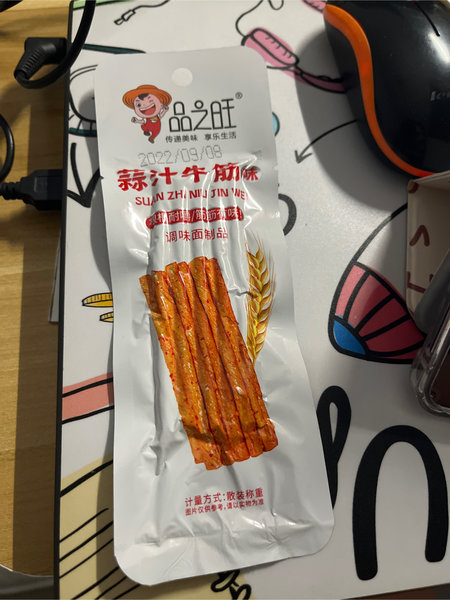 品之旺®
传递美味 享乐生活
2022/09/08
蒜汁牛筋味
SUAN ZHI NIU JIN WEI
调味面制品
计量方式:散装称重
图片仅供参考,请以实物为准